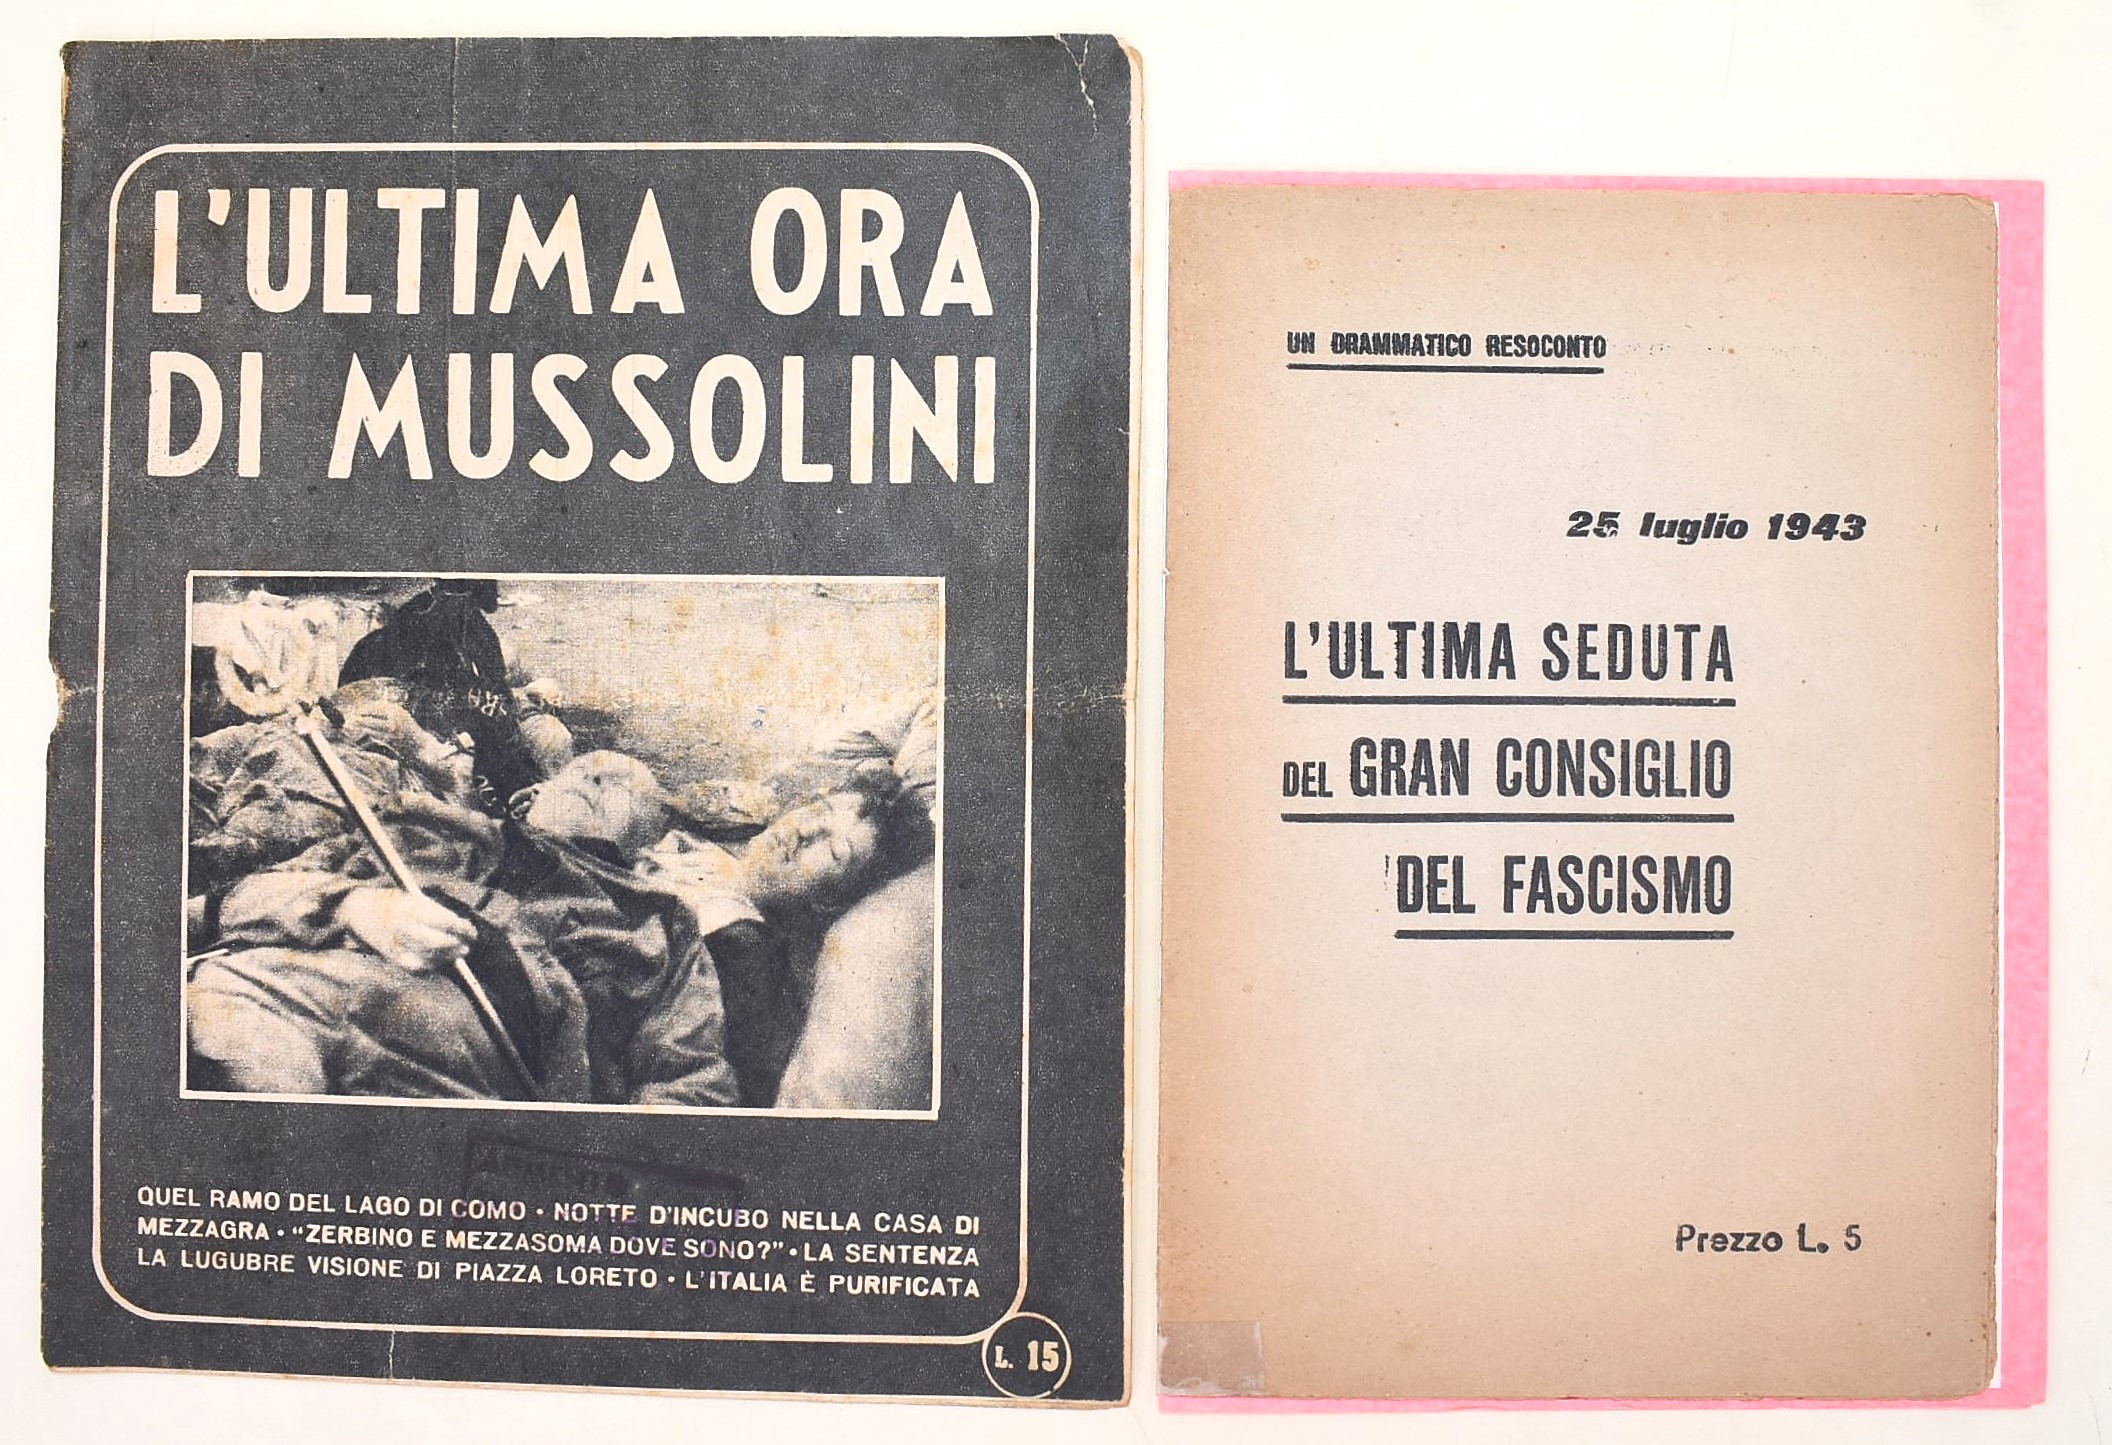 L'ULTIMA ORA
DI MUSSOLINI
QUEL RAMO DEL LAGO DI COMO • NOTTE D'INCUBO NELLA CASA DI
MEZZAGRA • "ZERBINO E MEZZASOMA DOVE SONO?" • LA SENTENZA
LA LUGUBRE VISIONE DI PIAZZA LORETO • L'ITALIA È PURIFICATA
L. 15
UN DRAMMATICO RESOCONTO
25 luglio 1943
L'ULTIMA SEDUTA
DEL GRAN CONSIGLIO
DEL FASCISMO
Prezzo L. 5